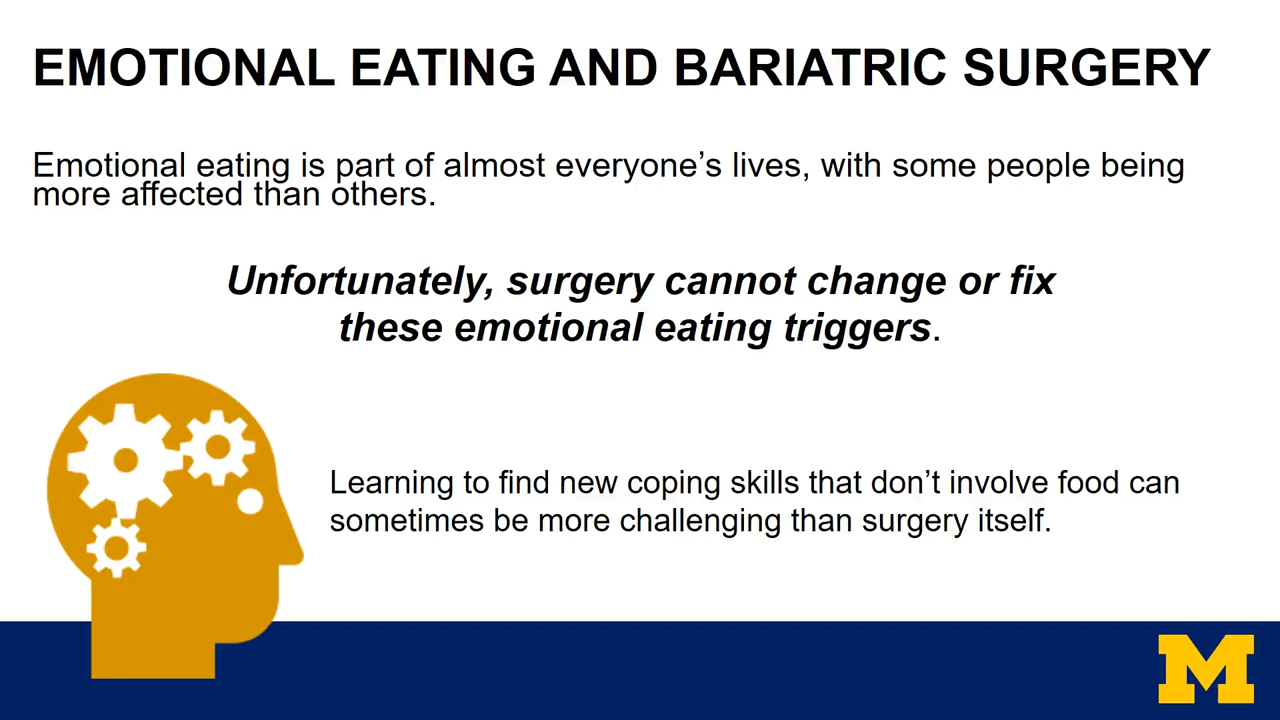 EMOTIONAL EATING AND BARIATRIC SURGERY
Emotional eating is part of almost everyone’s lives, with some people being
more affected than others.
Unfortunately, surgery cannot change or fix
these emotional eating triggers.
Learning to find new coping skills that don’t involve food can
sometimes be more challenging than surgery itself.
M